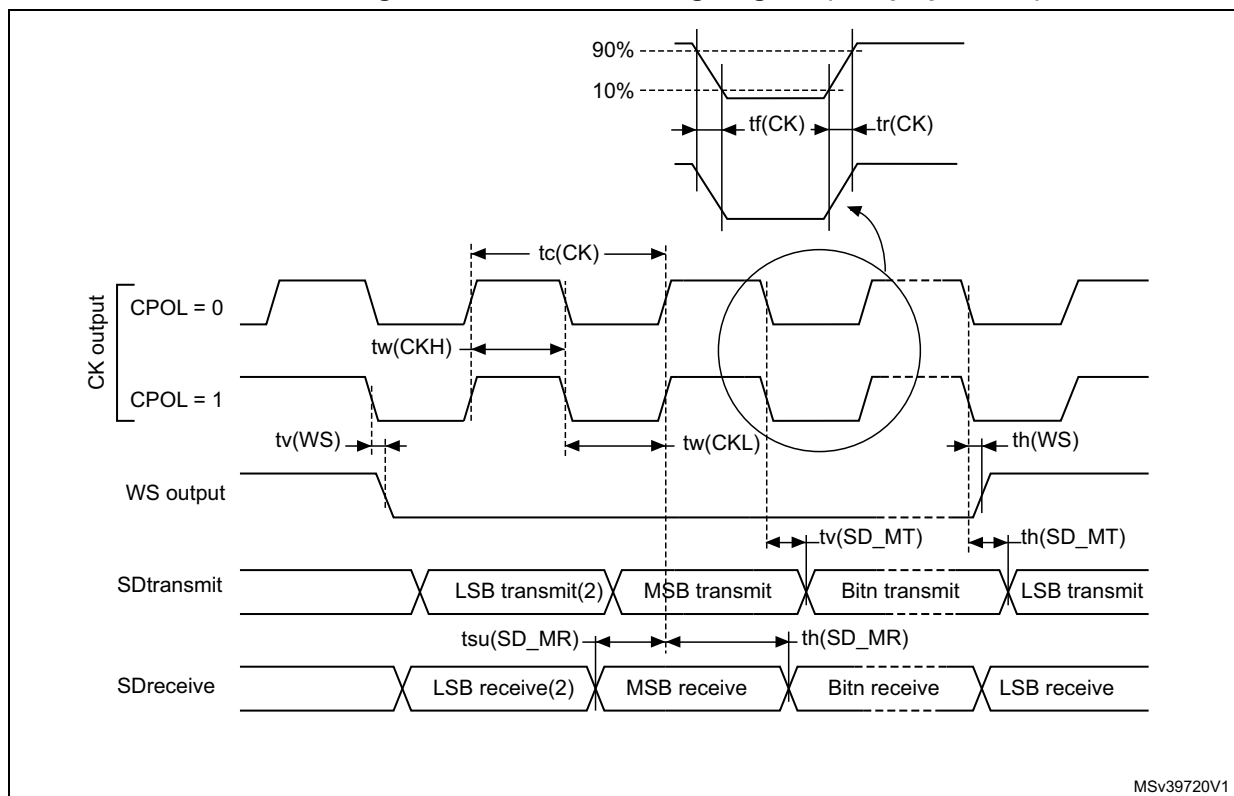 90%
10%
tf(CK)
tr(CK)
tc(CK)
CK output
CPOL = 0
tw(CKH)
CPOL = 1
tv(WS)
tw(CKL)
th(WS)
WS output
tv(SD_MT)
th(SD_MT)
SDtransmit
LSB transmit(2)
MSB transmit
Bitn transmit
LSB transmit
tsu(SD_MR)
th(SD_MR)
SDreceive
LSB receive(2)
MSB receive
Bitn receive
LSB receive
MSv39720V1